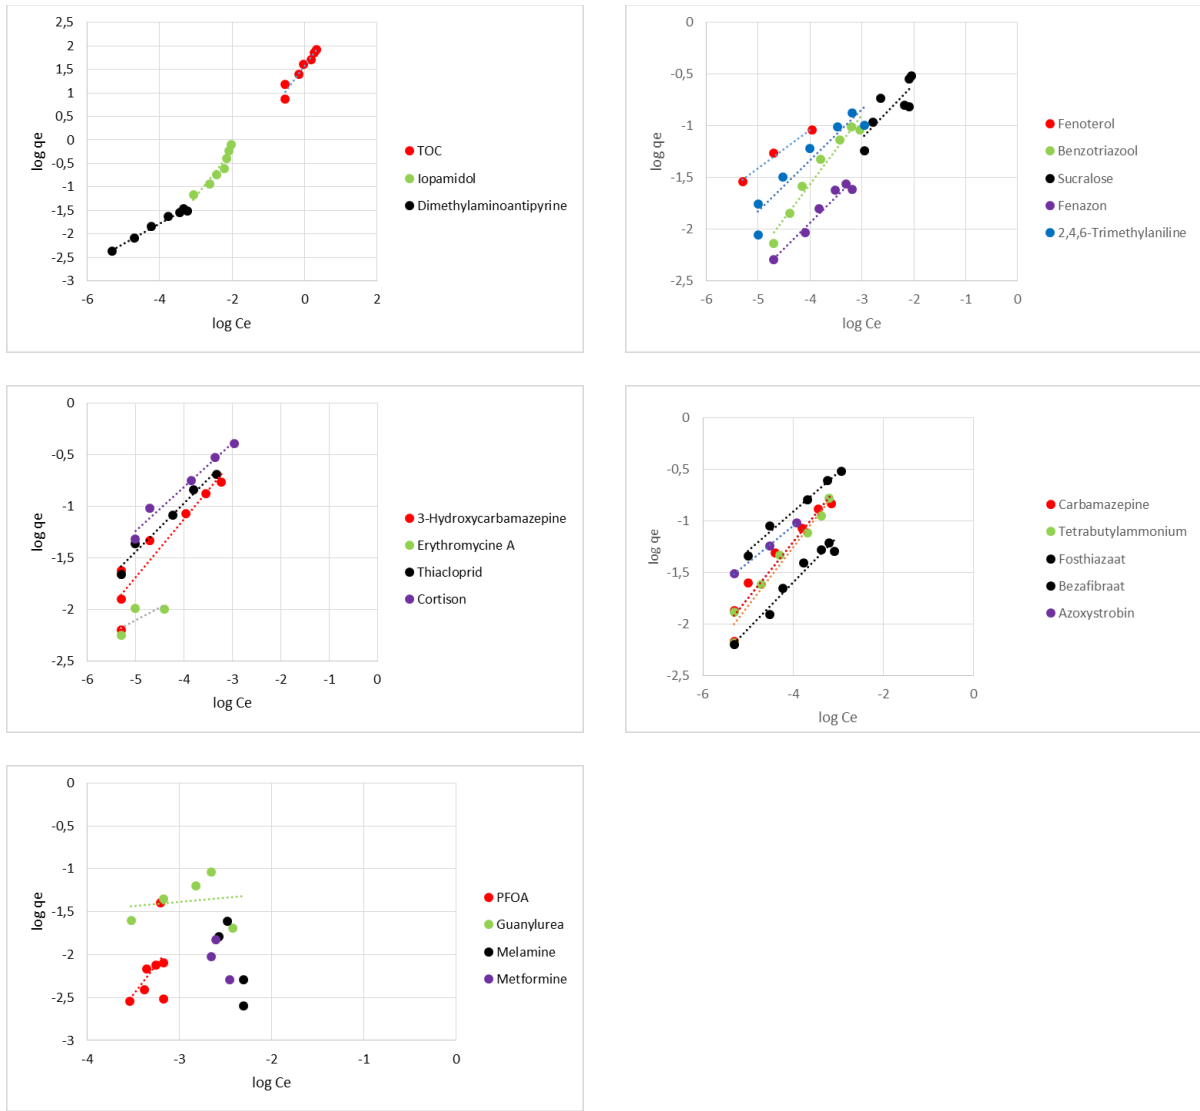 2,5
2
1,5
1
0,5
0
-0,5
-1
-1,5
-2
-2,5
-3
-6
-4
-2
0
2
log qe
log Ce
TOC
Iopamidol
Dimethylaminoantipyrine
0
-0,5
-1
-1,5
-2
-2,5
-6
-5
-4
-3
-2
-1
0
log qe
log Ce
Fenoterol
Benzotriazool
Sucralose
Fenazon
2,4,6-Trimethylaniline
0
-0,5
-1
-1,5
-2
-2,5
-6
-5
-4
-3
-2
-1
0
log qe
log Ce
3-Hydroxycarbamazepine
Erythromycine A
Thiacloprid
Cortison
0
-0,5
-1
-1,5
-2
-2,5
-6
-4
-2
0
log qe
log Ce
Carbamazepine
Tetrabutylammonium
Fosthiazaat
Bezafibraat
Azoxystrobin
0
-0,5
-1
-1,5
-2
-2,5
-3
-4
-3
-2
-1
0
log qe
log Ce
PFOA
Guanylurea
Melamine
Metformine